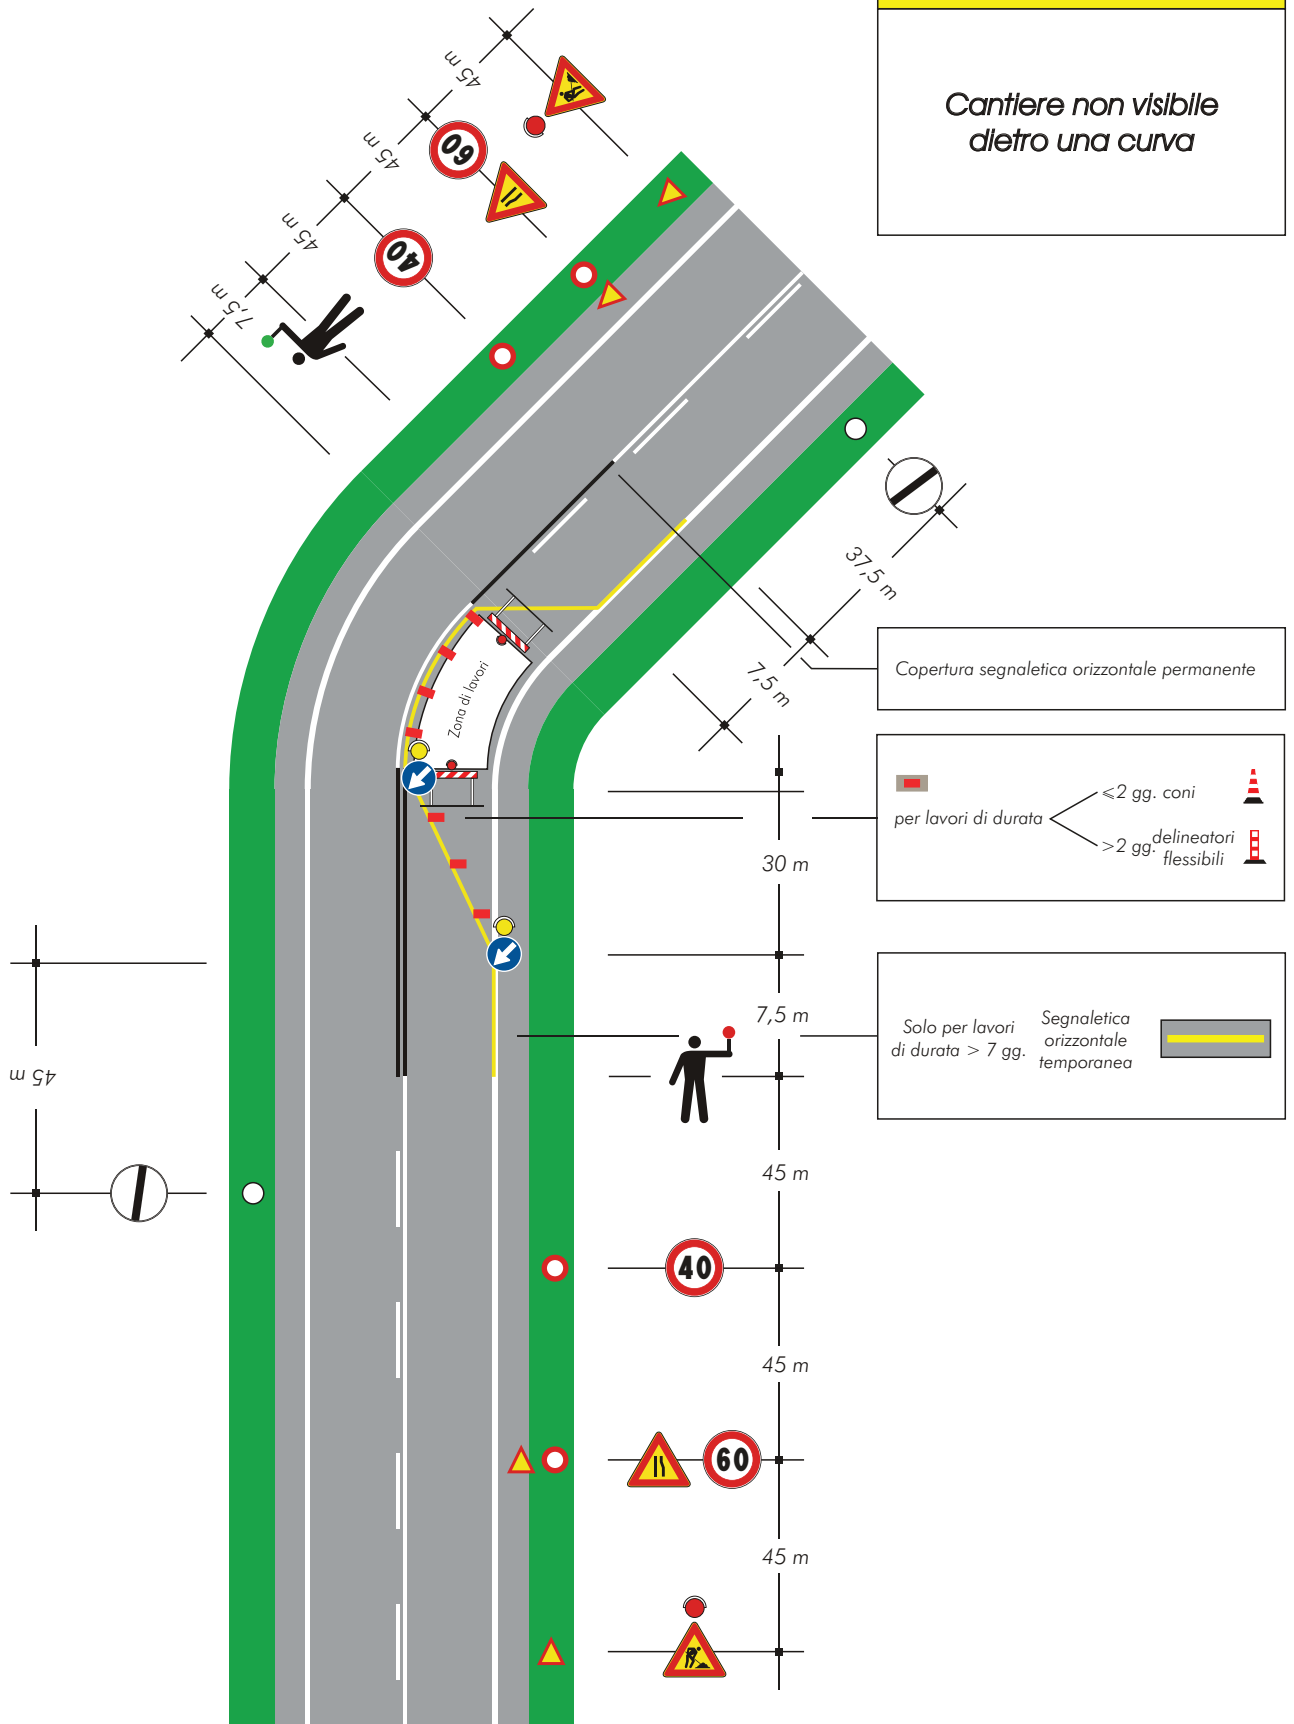 Cantiere non visibile
dietro una curva
45 m
45 m
45 m
7,5 m
60
40
37,5 m
7,5 m
Copertura segnaletica orizzontale permanente
Zona di lavori
per lavori di durata
⩽2 gg. coni
>2 gg. delineatori
flessibili
30 m
7,5 m
Solo per lavori
di durata > 7 gg.
Segnaletica
orizzontale
temporanea
45 m
45 m
40
45 m
60
45 m